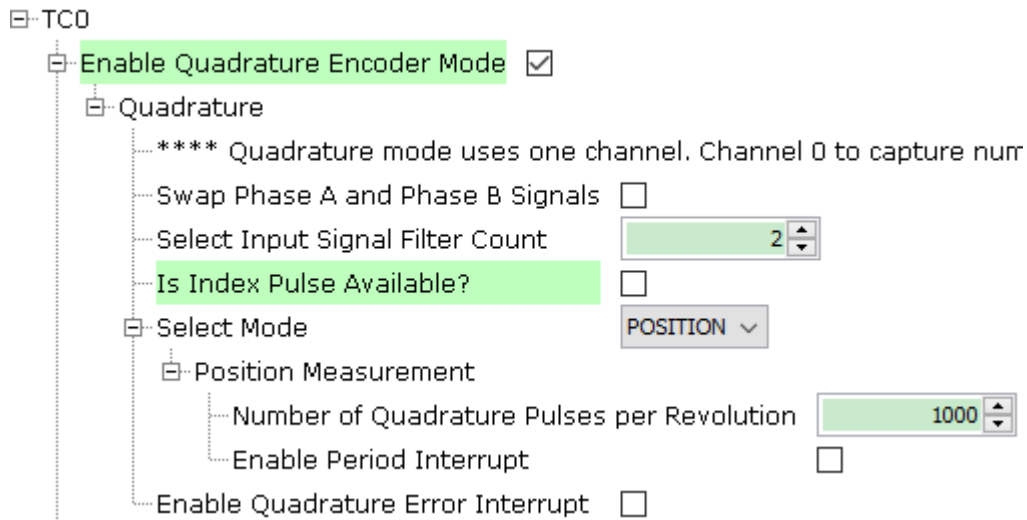 TC0
Enable Quadrature Encoder Mode
Quadrature
**** Quadrature mode uses one channel. Channel 0 to capture num
Swap Phase A and Phase B Signals
Select Input Signal Filter Count 2
Is Index Pulse Available?
Select Mode POSITION
Position Measurement
Number of Quadrature Pulses per Revolution 1000
Enable Period Interrupt
Enable Quadrature Error Interrupt